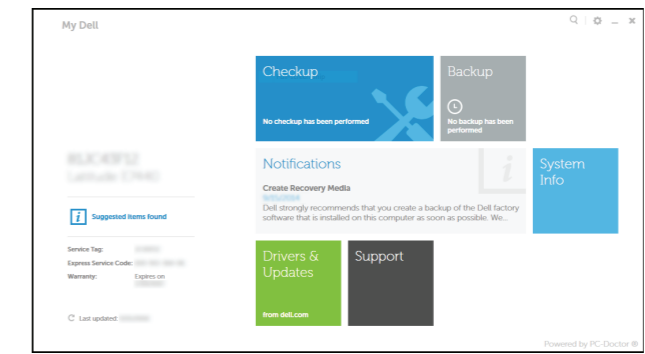 My Dell
Checkup
No checkup has been performed
Backup
No backup has been
performed
Suggested items found
Service Tag:
Express Service Code:
Warranty: Expires on
Last updated:
Notifications
Create Recovery Media
Dell strongly recommends that you create a backup of the Dell factory
software that is installed on this computer as soon as possible. We...
System
Info
Drivers &
Updates
from dell.com
Support
Powered by PC-Doctor ®